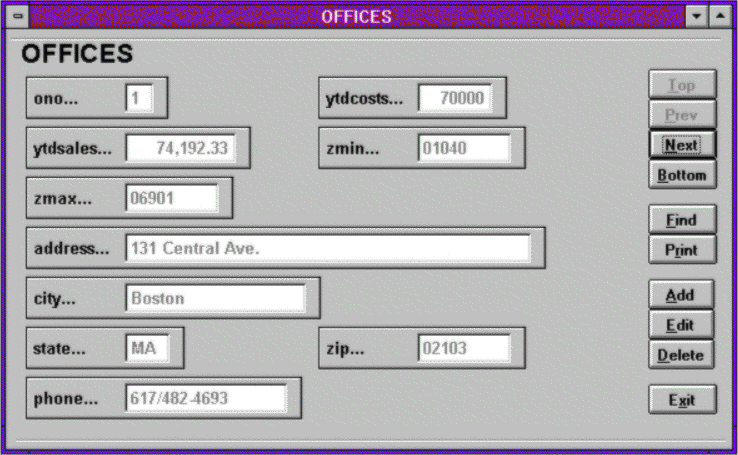 OFFICES
OFFICES
ono... 1
ytdcosts... 70000
Top
Prev
ytdsales... 74,192.33
zmin... 01040
Next
Bottom
zmax... 06901
Find
address... 131 Central Ave.
Print
city... Boston
Add
Edit
state... MA
zip... 02103
Delete
phone... 617/482-4693
Exit